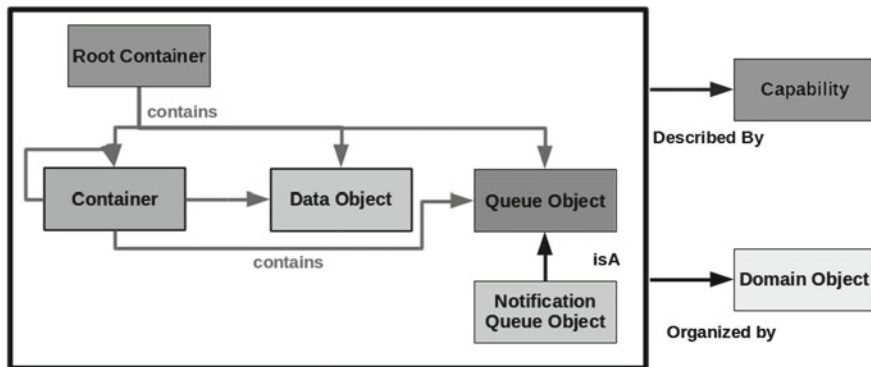 Root Container
contains
Capability
Described By
Container
Data Object
Queue Object
contains
isA
Domain Object
Notification
Queue Object
Organized by